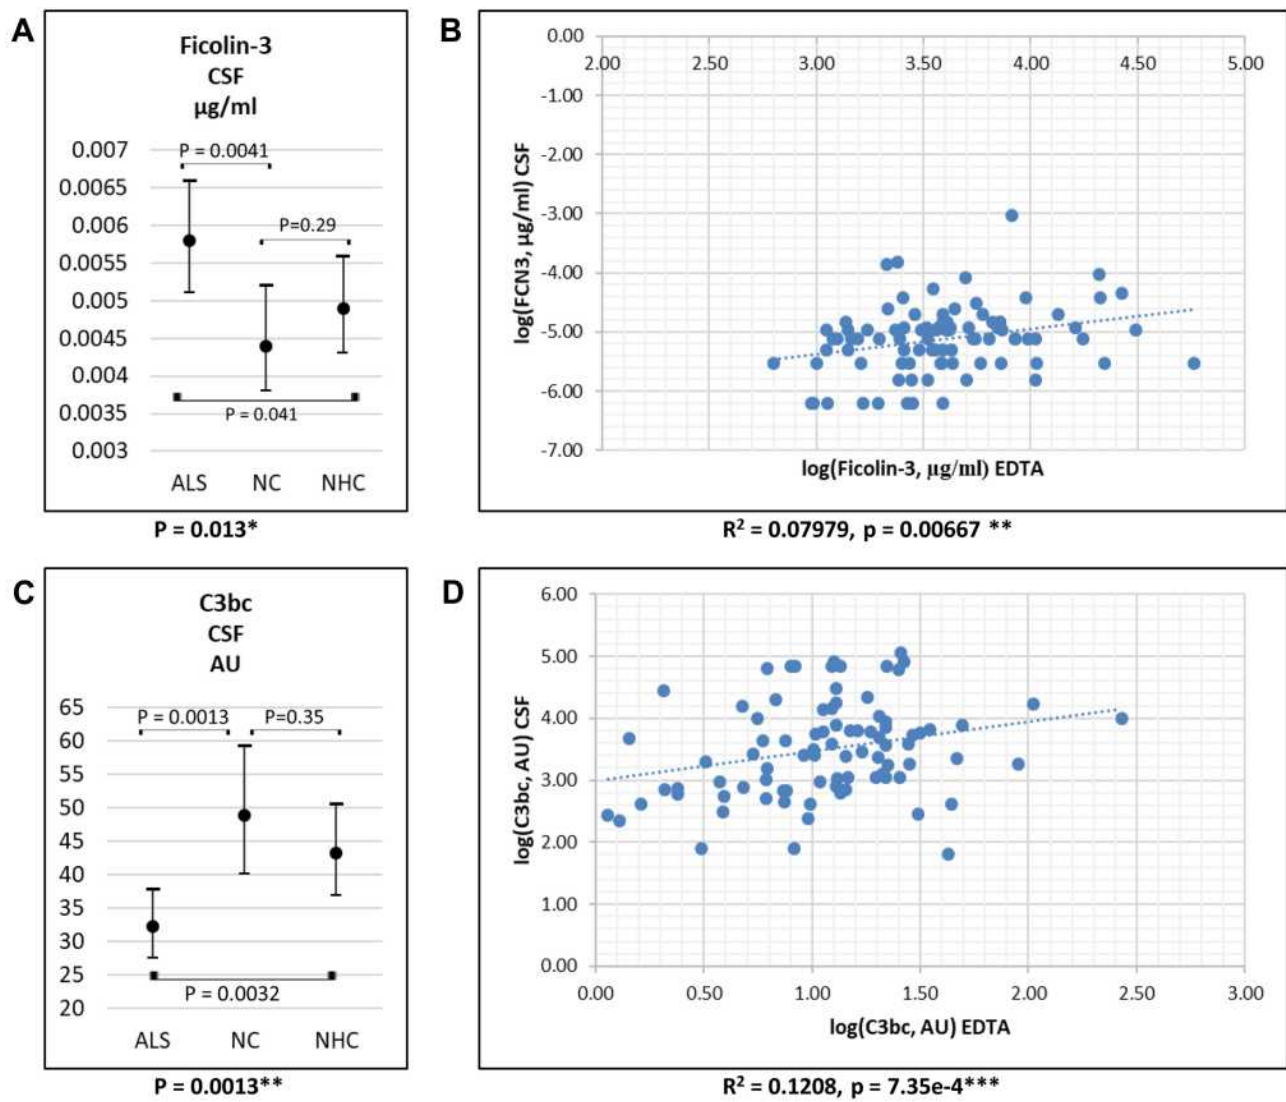 A
Ficolin-3
CSF
µg/ml
0.007
P = 0.0041
0.0065
0.006
P=0.29
0.0055
0.005
0.0045
0.004
0.0035
P = 0.041
0.003
ALS NC NHC
P = 0.013*
B
0.00
2.00 2.50 3.00 3.50 4.00 4.50 5.00
-1.00
-2.00
-3.00
-4.00
-5.00
-6.00
-7.00
log(FCN3, µg/ml) CSF
log(Ficolin-3, µg/ml) EDTA
R² = 0.07979, p = 0.00667 **
C
C3bc
CSF
AU
65
P = 0.0013 P=0.35
60
55
50
45
40
35
30
25
P = 0.0032
20
ALS NC NHC
P = 0.0013**
D
6.00
5.00
4.00
3.00
2.00
1.00
0.00
log(C3bc, AU) CSF
0.00 0.50 1.00 1.50 2.00 2.50 3.00
log(C3bc, AU) EDTA
R² = 0.1208, p = 7.35e-4***